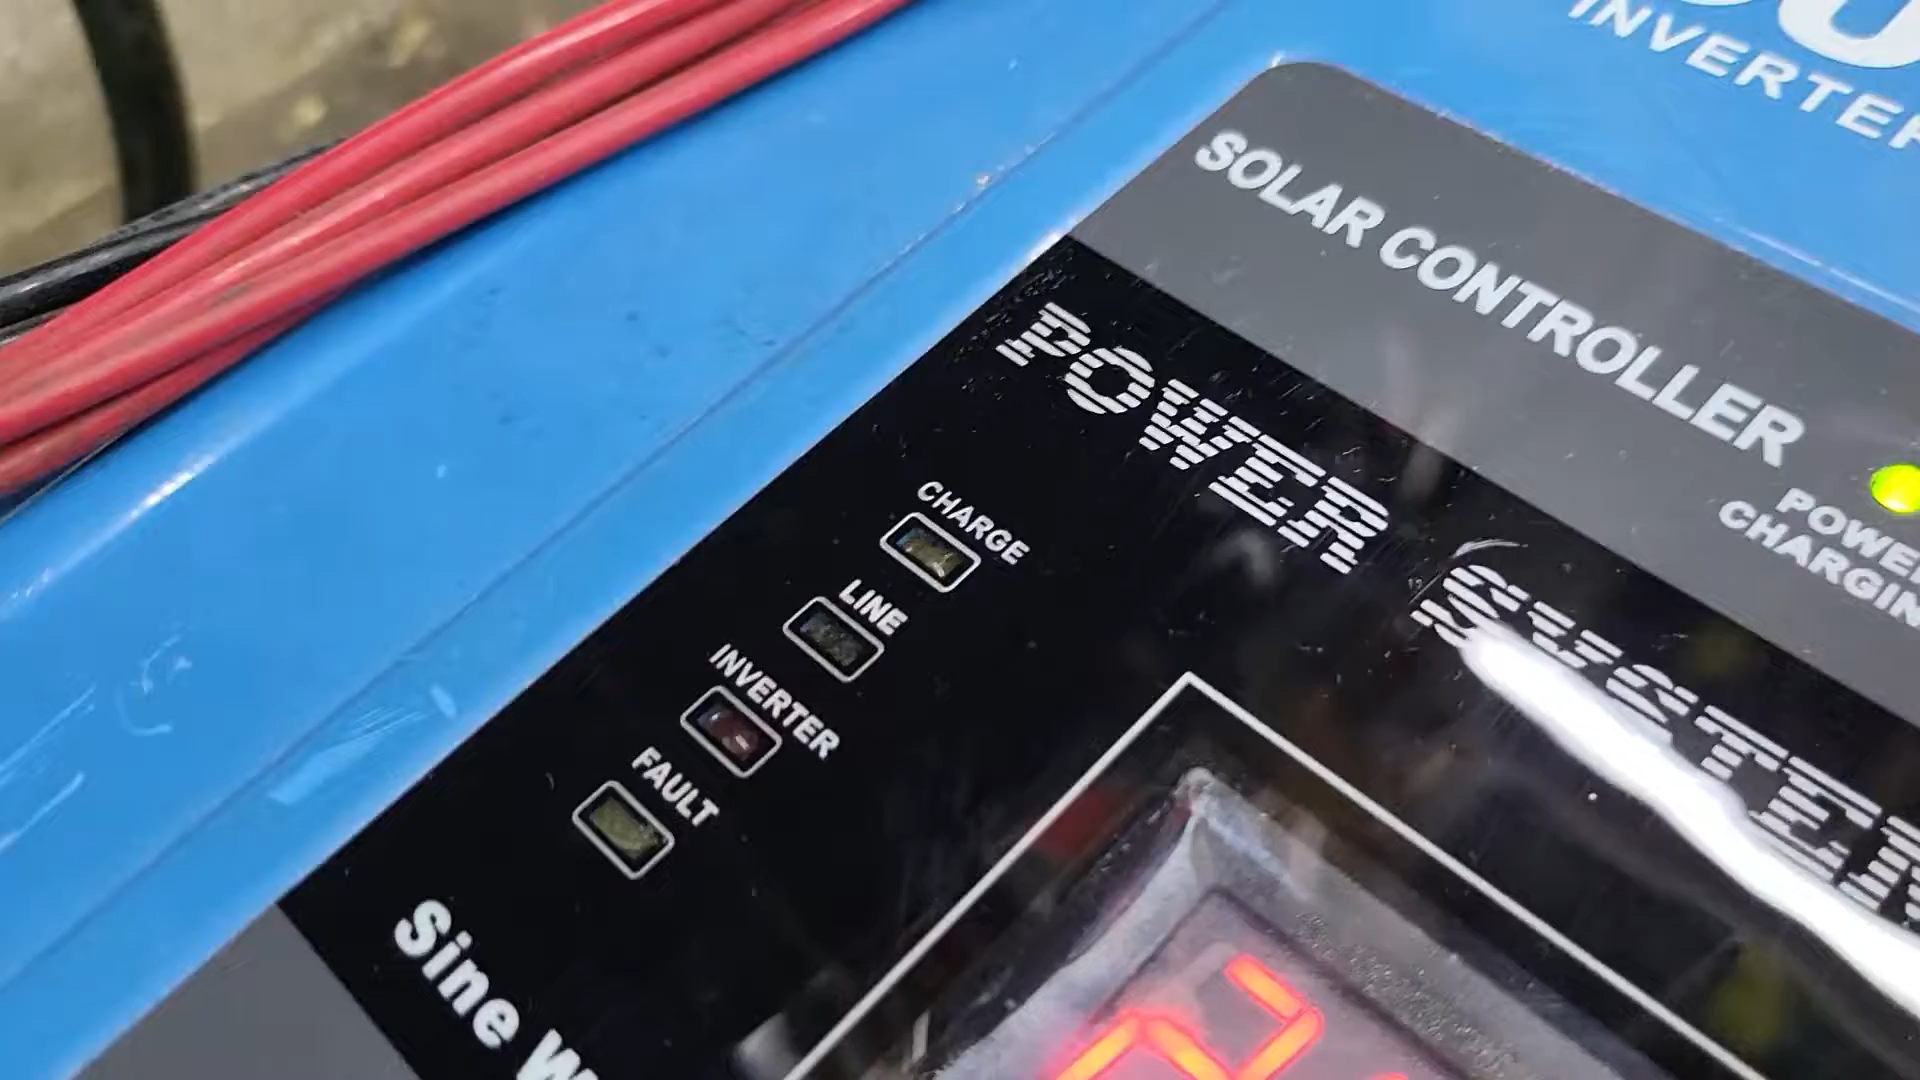 INVERTER
SOLAR CONTROLLER
POWER
CHARGING
POWER SYSTEM
CHARGE
LINE
INVERTER
FAULT
Sine